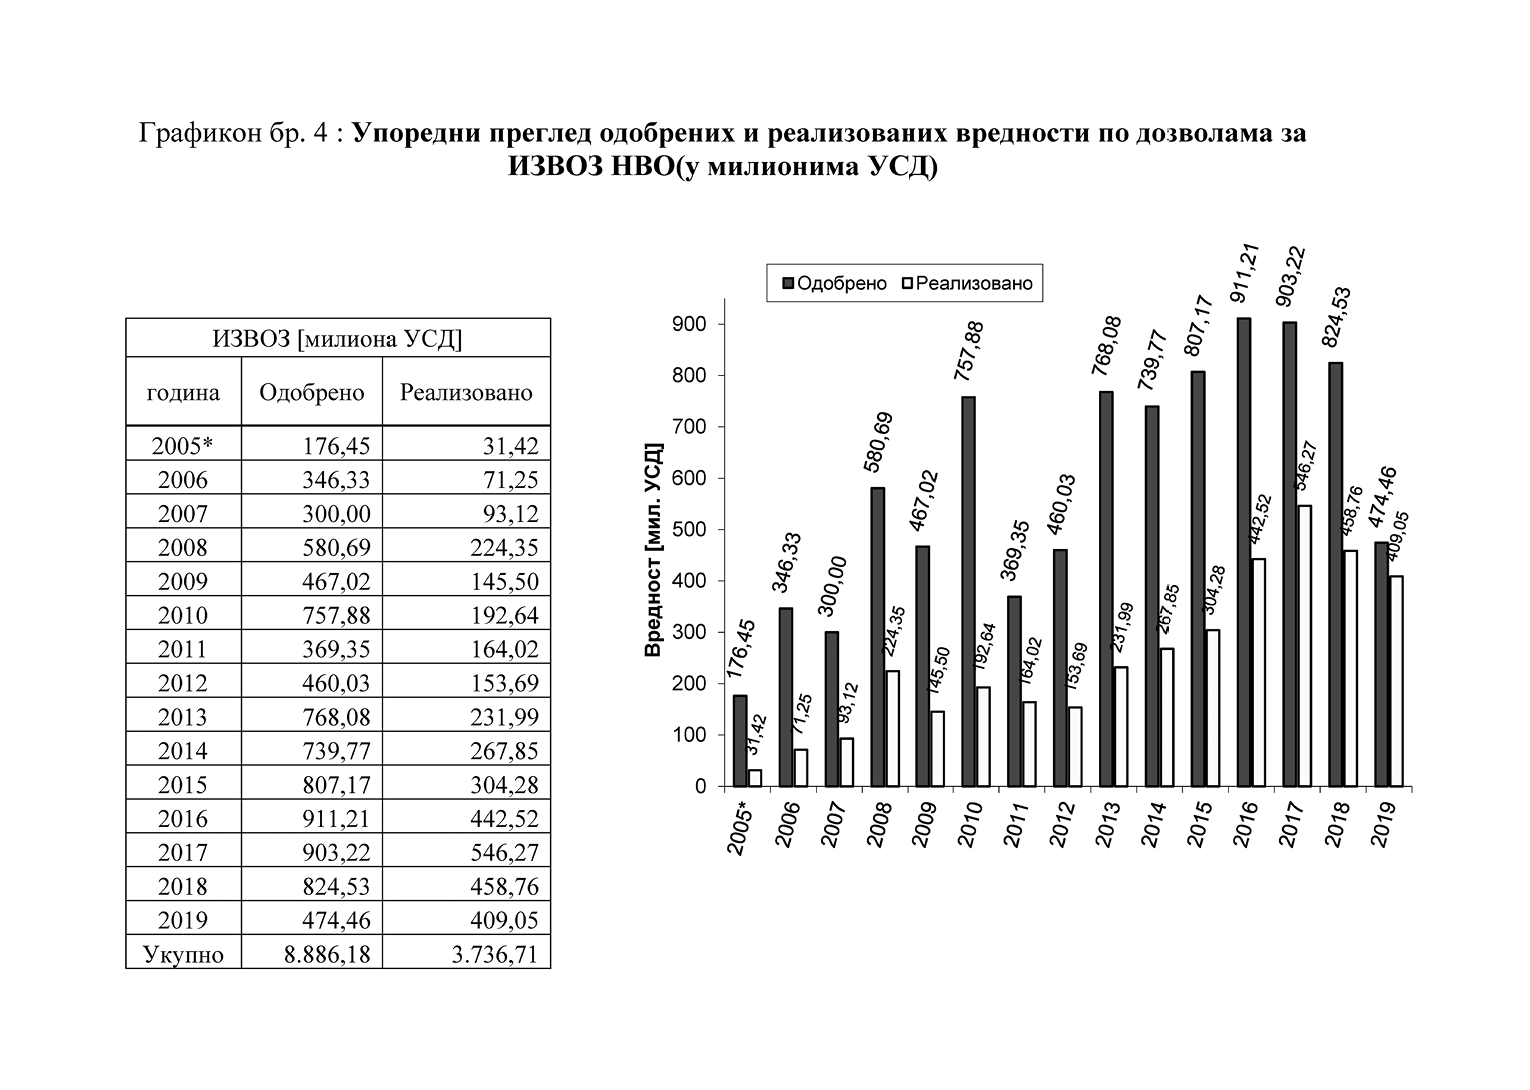 Графикон бр. 4 : Упоредни преглед одобрених и реализованих вредности по дозволама за
ИЗВОЗ НВО(у милионима УСД)
ИЗВОЗ [милиона УСД]
година Одобрено Реализовано
2005* 176,45 31,42
2006 346,33 71,25
2007 300,00 93,12
2008 580,69 224,35
2009 467,02 145,50
2010 757,88 192,64
2011 369,35 164,02
2012 460,03 153,69
2013 768,08 231,99
2014 739,77 267,85
2015 807,17 304,28
2016 911,21 442,52
2017 903,22 546,27
2018 824,53 458,76
2019 474,46 409,05
Укупно 8.886,18 3.736,71
Одобрено Реализовано
Вредност [мил. УСД]
900
800
700
600
500
400
300
200
100
0
176,45
31,42
346,33
71,25
300,00
93,12
580,69
224,35
467,02
145,50
757,88
192,64
369,35
164,02
460,03
153,69
768,08
231,99
739,77
267,85
807,17
304,28
911,21
442,52
903,22
546,27
824,53
458,76
474,46
409,05
2005* 2006 2007 2008 2009 2010 2011 2012 2013 2014 2015 2016 2017 2018 2019